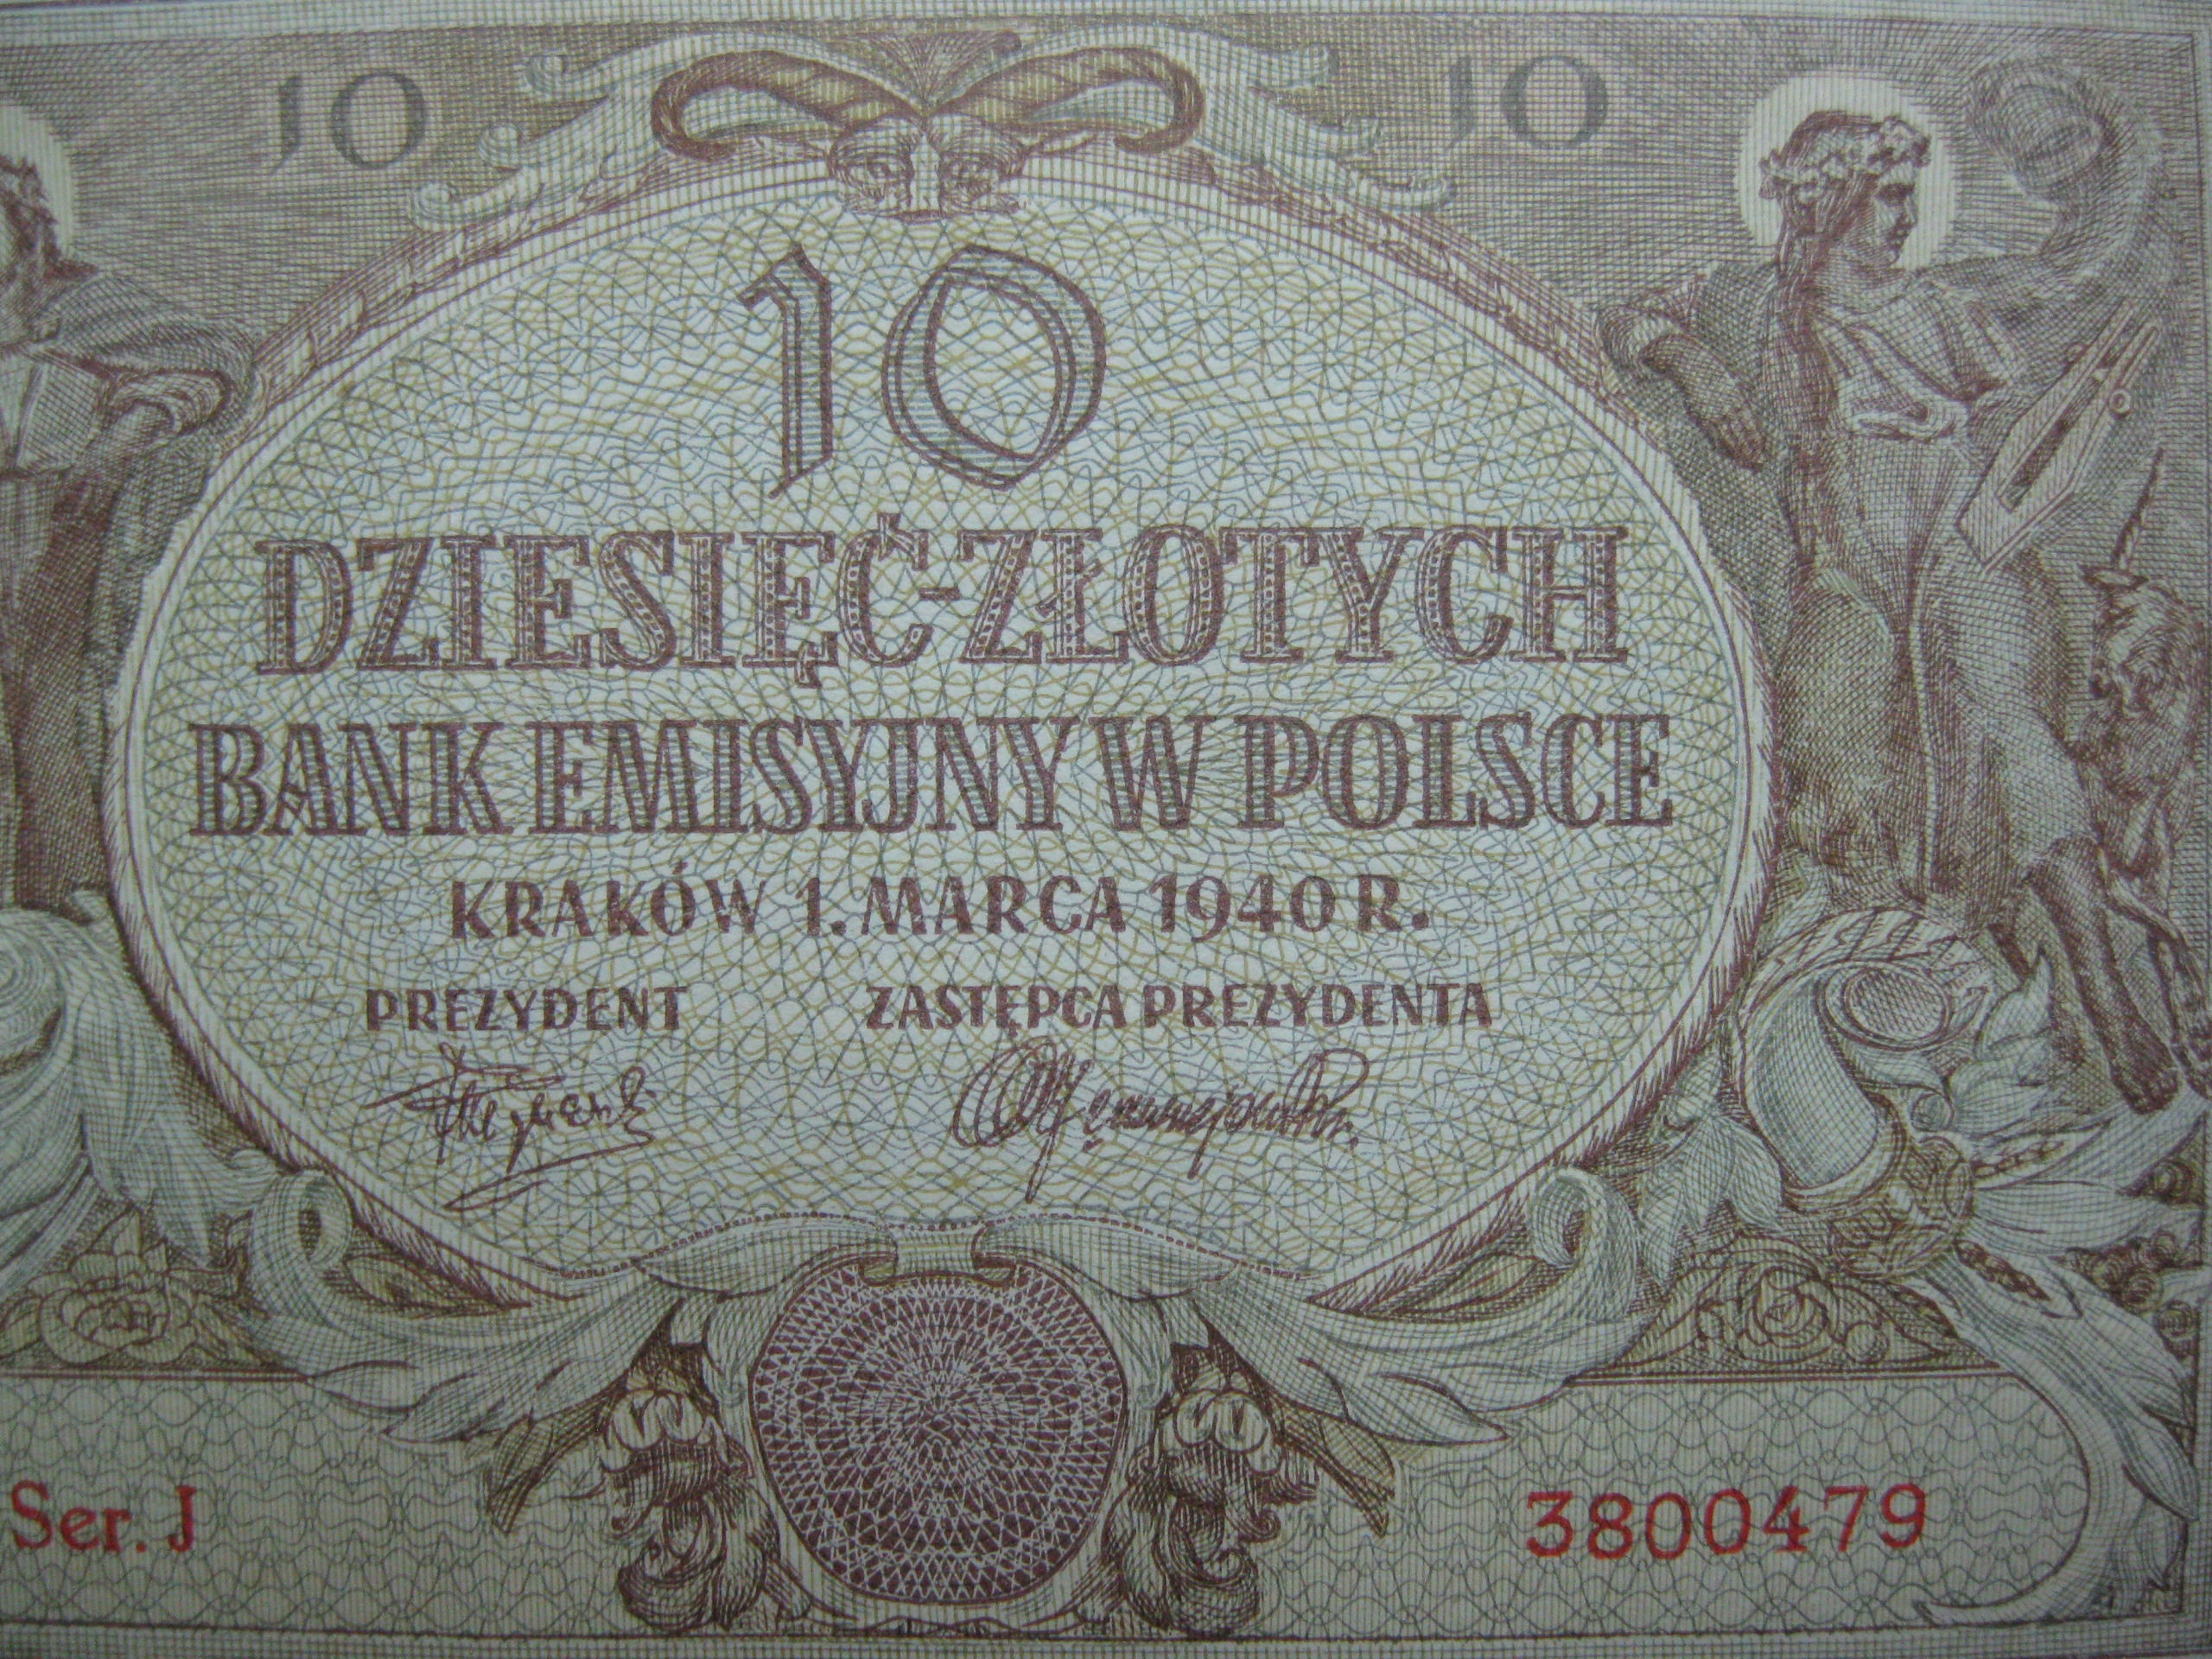 10 10
10
DZIESIĘĆ-ZŁOTYCH
BANK EMISYJNY W POLSCE
KRAKÓW 1. MARCA 1940 R.
PREZYDENT ZASTĘPCA PREZYDENTA
Ser. J 3800479